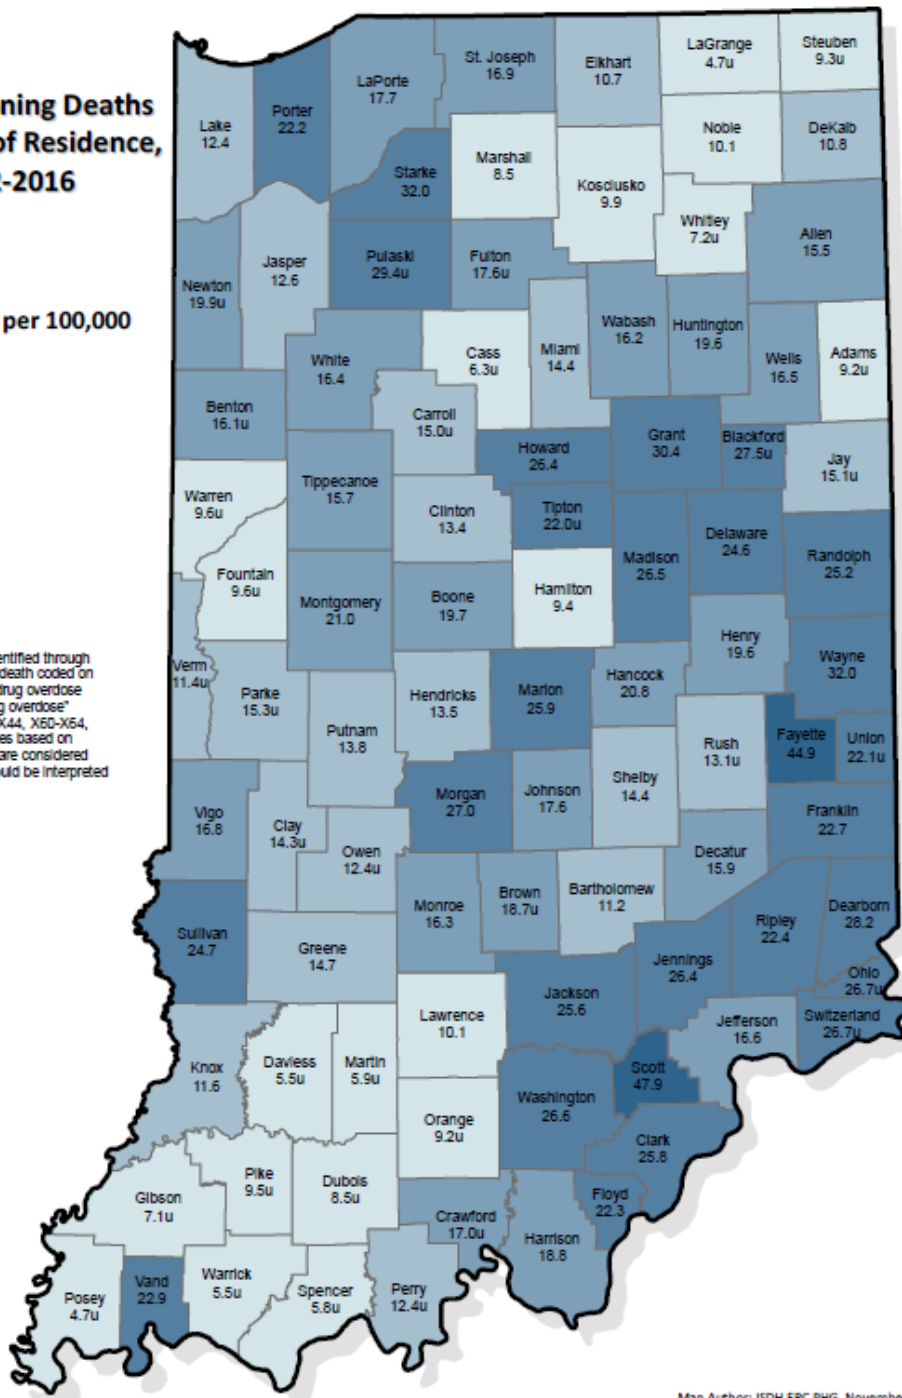 ning Deaths
of Residence,
-2016
per 100,000
entified through
death coded on
drug overdose
g overdose"
X44, X60-X64,
es based on
are considered
ould be interpreted
Lake
12.4
Porter
22.2
LaPorte
17.7
St. Joseph
16.9
Elkhart
10.7
LaGrange
4.7u
Steuben
9.3u
Noble
10.1
DeKalb
10.8
Starke
32.0
Marshall
8.5
Kosciusko
9.9
Whitley
7.2u
Allen
15.5
Newton
19.9u
Jasper
12.6
Pulaski
29.4u
Fulton
17.6u
Wabash
16.2
Huntington
19.6
Wells
16.5
Adams
9.2u
White
16.4
Cass
6.3u
Miami
14.4
Benton
16.1u
Carroll
15.0u
Howard
26.4
Grant
30.4
Blackford
27.5u
Jay
15.1u
Warren
9.6u
Tippecanoe
15.7
Clinton
13.4
Tipton
22.0u
Madison
26.5
Delaware
24.6
Randolph
25.2
Fountain
9.6u
Montgomery
21.0
Boone
19.7
Hamilton
9.4
Henry
19.6
Wayne
32.0
Verm
11.4u
Parke
15.3u
Putnam
13.8
Hendricks
13.5
Marion
25.9
Hancock
20.8
Rush
13.1u
Fayette
44.9
Union
22.1u
Vigo
16.8
Clay
14.3u
Owen
12.4u
Morgan
27.0
Johnson
17.6
Shelby
14.4
Franklin
22.7
Decatur
15.9
Sullivan
24.7
Greene
14.7
Monroe
16.3
Brown
18.7u
Bartholomew
11.2
Jennings
26.4
Ripley
22.4
Dearborn
28.2
Ohio
26.7u
Switzerland
26.7u
Knox
11.6
Daviess
5.5u
Martin
5.9u
Lawrence
10.1
Jackson
25.6
Jefferson
16.6
Scott
47.9
Washington
26.6
Orange
9.2u
Clark
25.8
Gibson
7.1u
Pike
9.5u
Dubois
8.5u
Crawford
17.0u
Harrison
18.8
Floyd
22.3
Posey
4.7u
Vand
22.9
Warrick
5.5u
Spencer
5.8u
Perry
12.4u